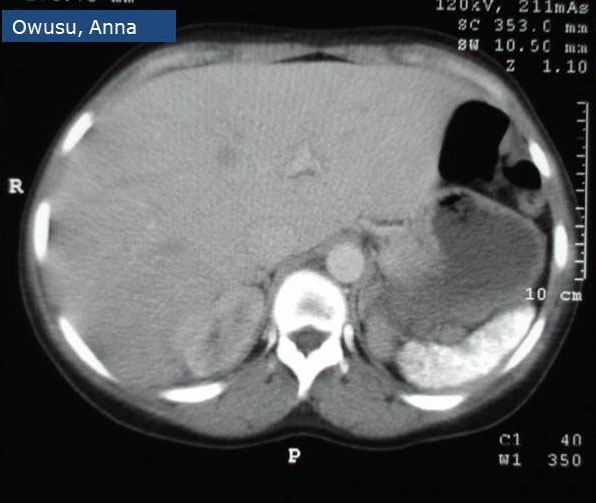 Owusu, Anna
120kV, 211mAs
SC 353.0 mm
SW 10.50 mm
Z 1.10
R
10 cm
C1 40
W1 350
P